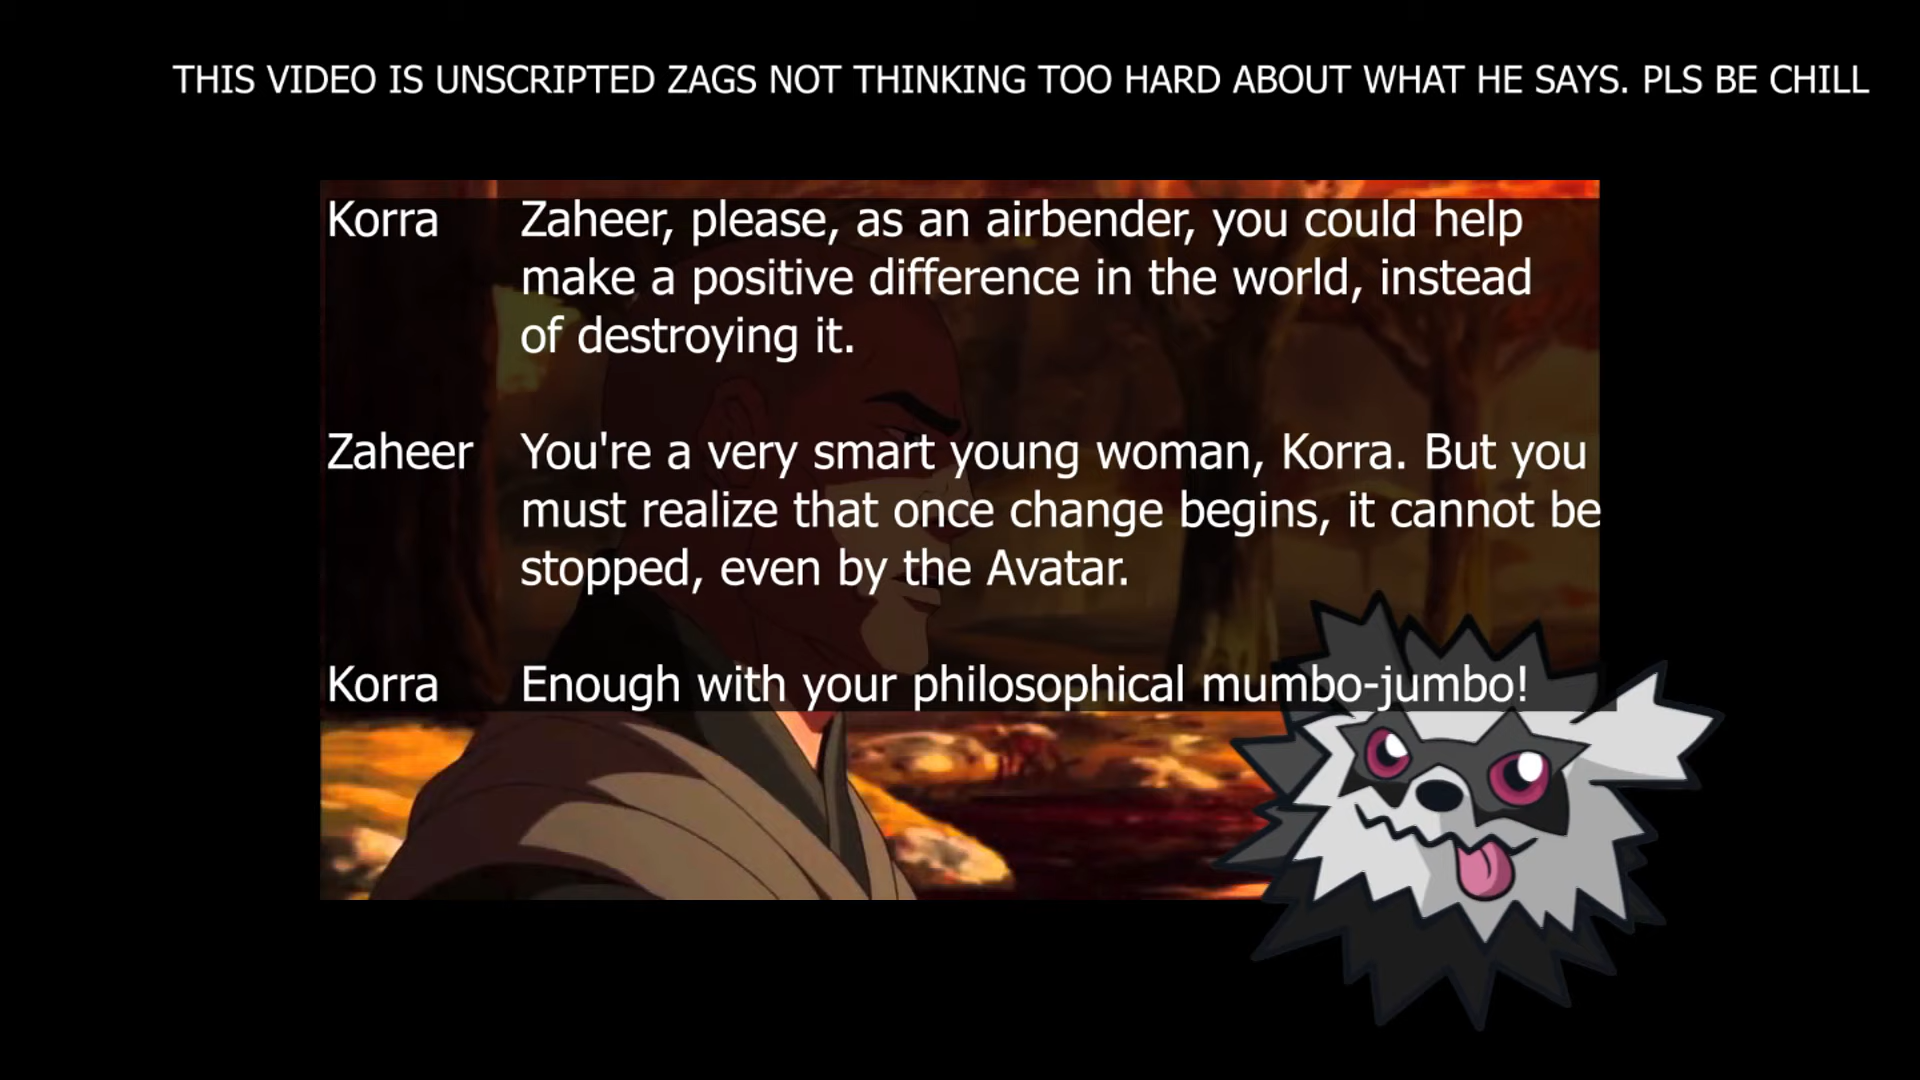 THIS VIDEO IS UNSCRIPTED ZAGS NOT THINKING TOO HARD ABOUT WHAT HE SAYS. PLS BE CHILL
Korra Zaheer, please, as an airbender, you could help
make a positive difference in the world, instead
of destroying it.
Zaheer You're a very smart young woman, Korra. But you
must realize that once change begins, it cannot be
stopped, even by the Avatar.
Korra Enough with your philosophical mumbo-jumbo!